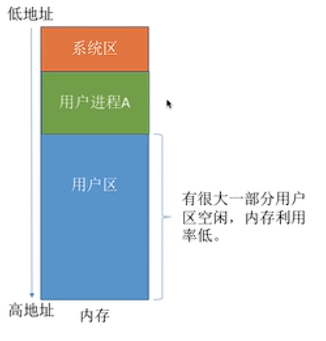 低地址
系统区
用户进程A
用户区
有很大一部分用户
区空闲，内存利用
率低。
高地址
内存